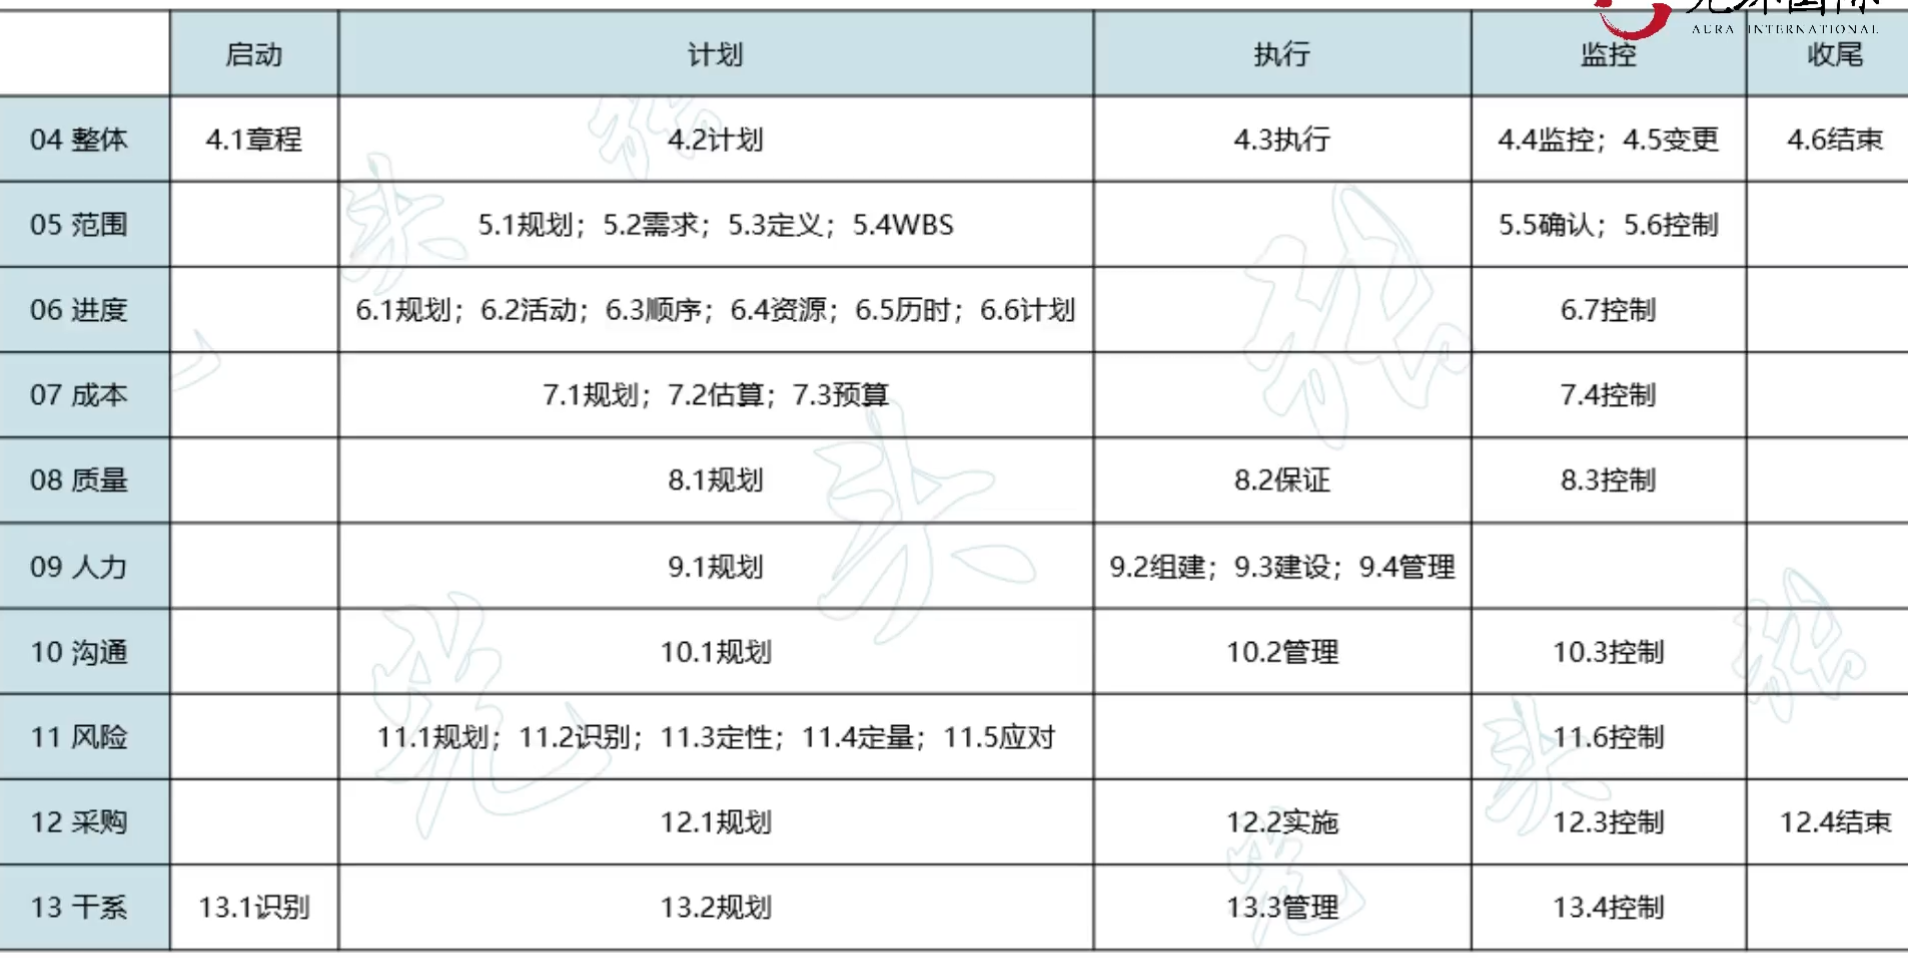 AURA INTERNATIONAL
启动 计划 执行 监控 收尾
04 整体 4.1章程 4.2计划 4.3执行 4.4监控；4.5变更 4.6结束
05 范围 5.1规划；5.2需求；5.3定义；5.4WBS 5.5确认；5.6控制
06 进度 6.1规划；6.2活动；6.3顺序；6.4资源；6.5历时；6.6计划 6.7控制
07 成本 7.1规划；7.2估算；7.3预算 7.4控制
08 质量 8.1规划 8.2保证 8.3控制
09 人力 9.1规划 9.2组建；9.3建设；9.4管理
10 沟通 10.1规划 10.2管理 10.3控制
11 风险 11.1规划；11.2识别；11.3定性；11.4定量；11.5应对 11.6控制
12 采购 12.1规划 12.2实施 12.3控制 12.4结束
13 干系 13.1识别 13.2规划 13.3管理 13.4控制